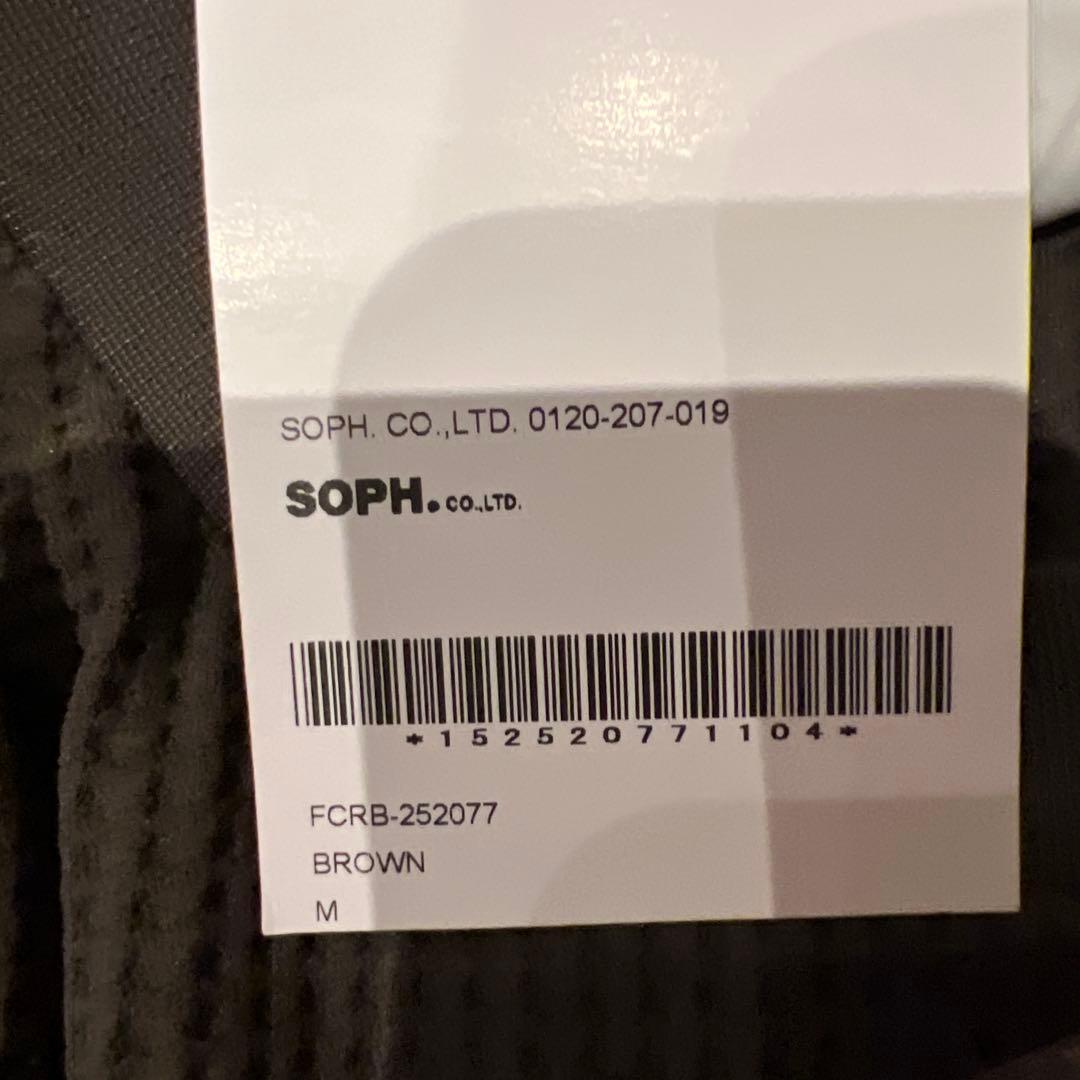 SOPH. CO.,LTD. 0120-207-019
SOPH. CO.,LTD.
*152520771104*
FCRB-252077
BROWN
M